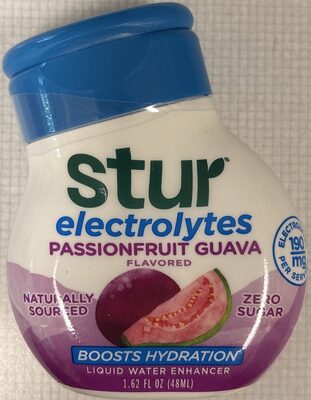 stur
electrolytes
PASSIONFRUIT GUAVA
FLAVORED
190
mg
PER
NATURALLY
SOURCED
ZERO
SUGAR
BOOSTS HYDRATION
LIQUID WATER ENHANCER
1.62 FL OZ (48ML)